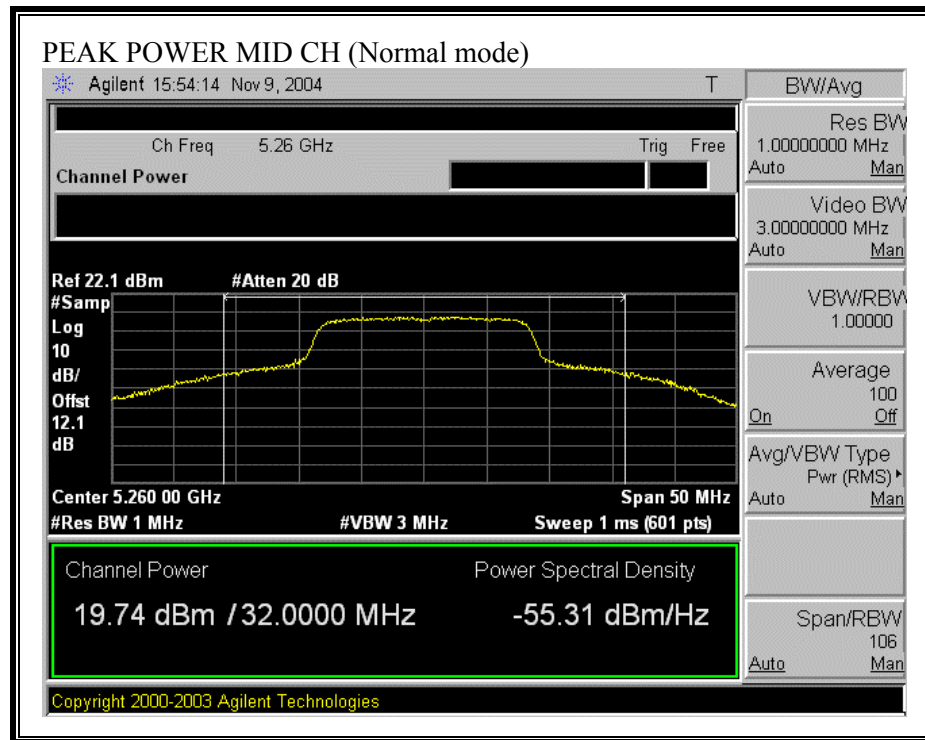 PEAK POWER MID CH (Normal mode)
Agilent 15:54:14 Nov 9, 2004 T
Ch Freq 5.26 GHz Trig Free
Channel Power
Ref 22.1 dBm #Atten 20 dB
#Samp
Log
10
dB/
Offst
12.1
dB
Center 5.260 00 GHz Span 50 MHz
#Res BW 1 MHz #VBW 3 MHz Sweep 1 ms (601 pts)
Channel Power Power Spectral Density
19.74 dBm / 32.0000 MHz -55.31 dBm/Hz
Copyright 2000-2003 Agilent Technologies
BW/Avg
Res BW
1.00000000 MHz
Auto Man
Video BW
3.00000000 MHz
Auto Man
VBW/RBW
1.00000
Average
100
On Off
Avg/VBW Type
Pwr (RMS)
Auto Man
Span/RBW
106
Auto Man